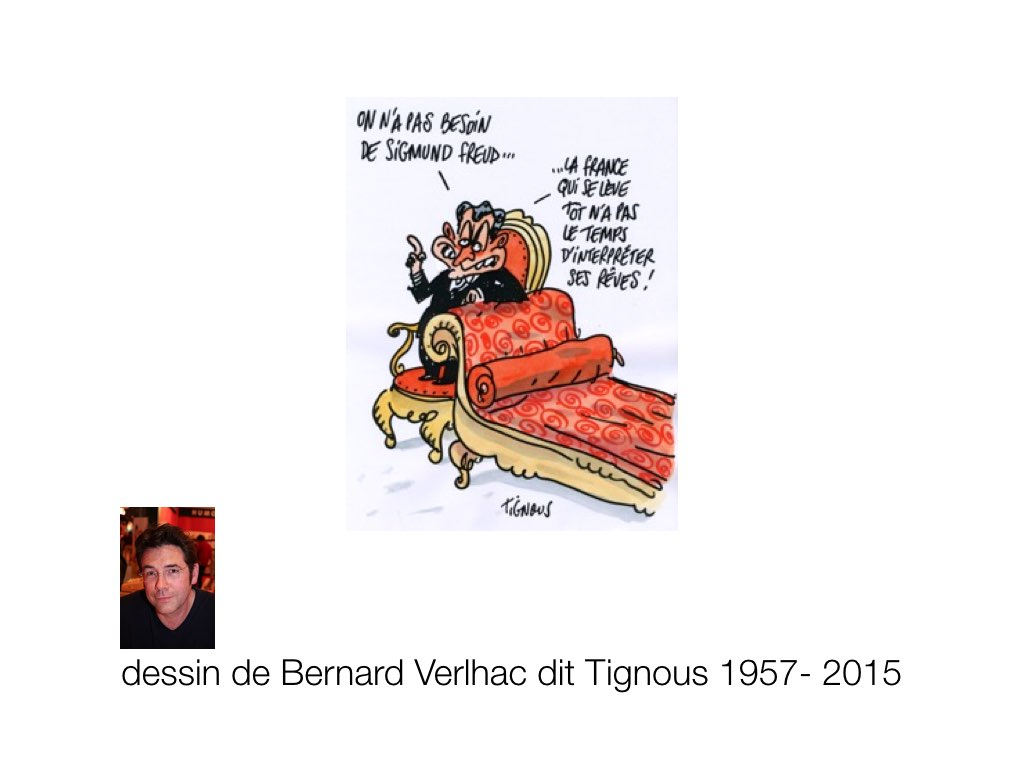 ON N'A PAS BESOIN
DE SIGMUND FREUD...
...LA FRANCE
QUI SE LÈVE
TÔT N'A PAS
LE TEMPS
D'INTERPRÉTER
SES RÊVES !
TIGNOUS
dessin de Bernard Verlhac dit Tignous 1957- 2015